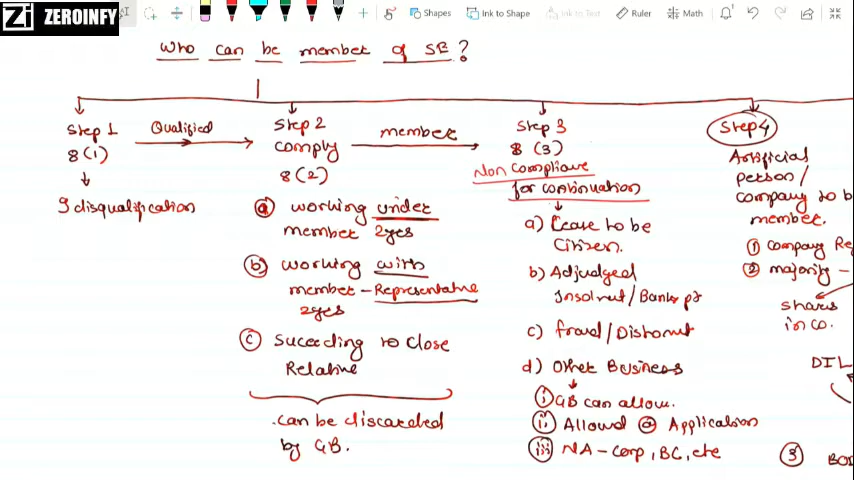 Zi ZEROINFY
Shapes Ink to Shape Ink to Text Ruler Math
Who can be member of SE?
Step 1
8(1)
9 disqualification
Qualified
Step 2
comply
8(2)
a working under
member 2yrs
b working with
member - Representative
2yrs
c Succeeding to Close
Relative
can be discarded
by GB.
member
Step 3
8 (3)
Non Compliance
for continuation
a) Cease to be
Citizen.
b) Adjudged
Insolvent/
c) fraud/Dishonest
d) Other Business
i GB can allow.
ii Allowed @ Application
iii NA - Corp, BC, etc
Step 4
Artificial
person/
company to b
member.
1 company Re
2 majority -
shares
in co.
DIL
3 BO